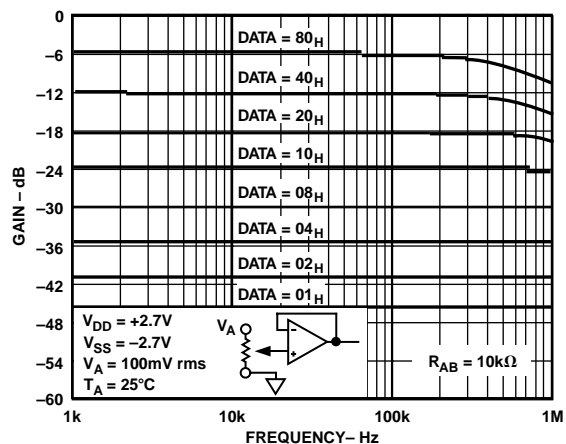 0
–6
–12
–18
–24
–30
–36
–42
–48
–54
–60
GAIN – dB
DATA = 80H
DATA = 40H
DATA = 20H
DATA = 10H
DATA = 08H
DATA = 04H
DATA = 02H
DATA = 01H
VDD = +2.7V
VSS = –2.7V
VA = 100mV rms
TA = 25°C
VA
–
+
RAB = 10kΩ
1k
10k
100k
1M
FREQUENCY– Hz